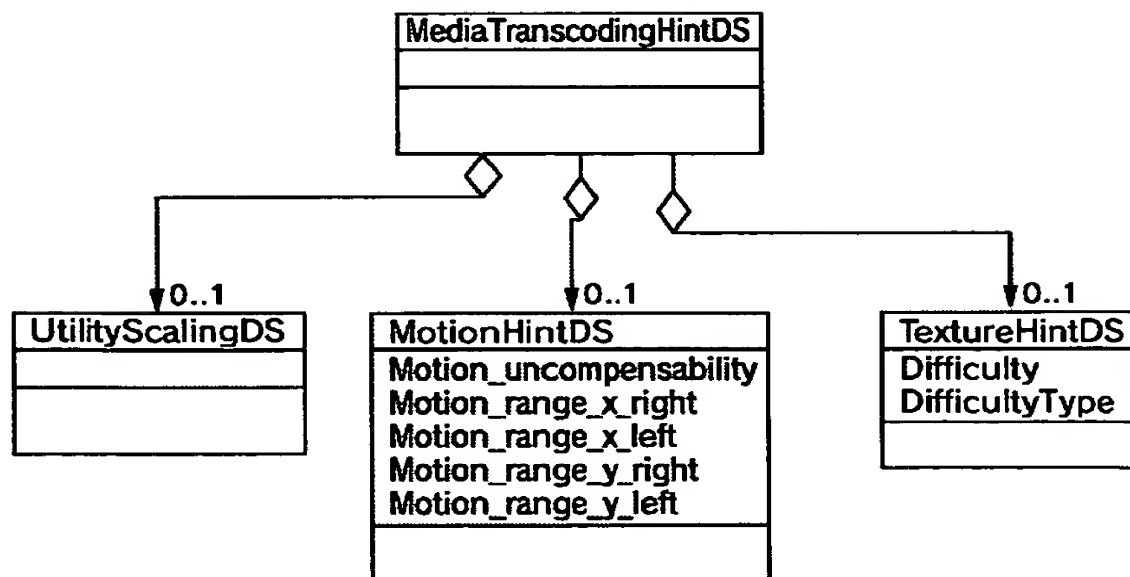 MediaTranscodingHintDS
0..1
0..1
0..1
UtilityScalingDS
MotionHintDS
Motion_uncompensability
Motion_range_x_right
Motion_range_x_left
Motion_range_y_right
Motion_range_y_left
TextureHintDS
Difficulty
DifficultyType